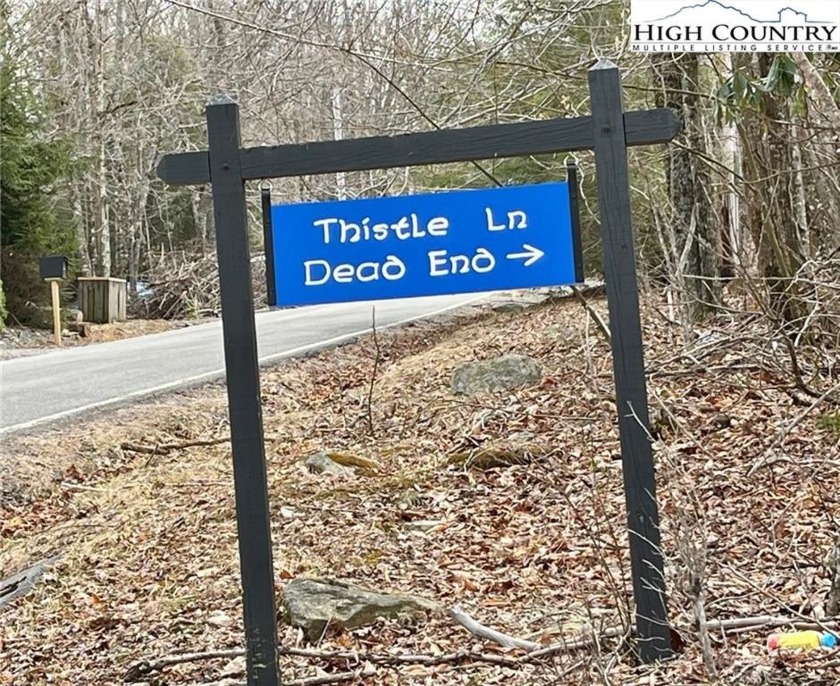 HIGH COUNTRY
MULTIPLE LISTING SERVICE
Thistle Ln
Dead End →